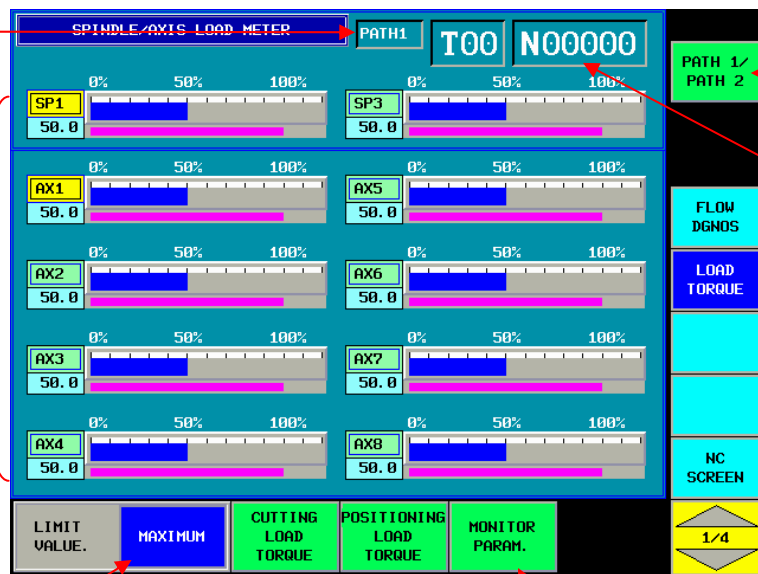 SPINDLE/AXIS LOAD METER
PATH1
T00
N00000
PATH 1/
PATH 2
0% 50% 100%
SP1
50.0
0% 50% 100%
SP3
50.0
0% 50% 100%
AX1
50.0
0% 50% 100%
AX5
50.0
0% 50% 100%
AX2
50.0
0% 50% 100%
AX6
50.0
0% 50% 100%
AX3
50.0
0% 50% 100%
AX7
50.0
0% 50% 100%
AX4
50.0
0% 50% 100%
AX8
50.0
FLOW
DGNOS
LOAD
TORQUE
NC
SCREEN
LIMIT
VALUE.
MAXIMUM
CUTTING
LOAD
TORQUE
POSITIONING
LOAD
TORQUE
MONITOR
PARAM.
1/4